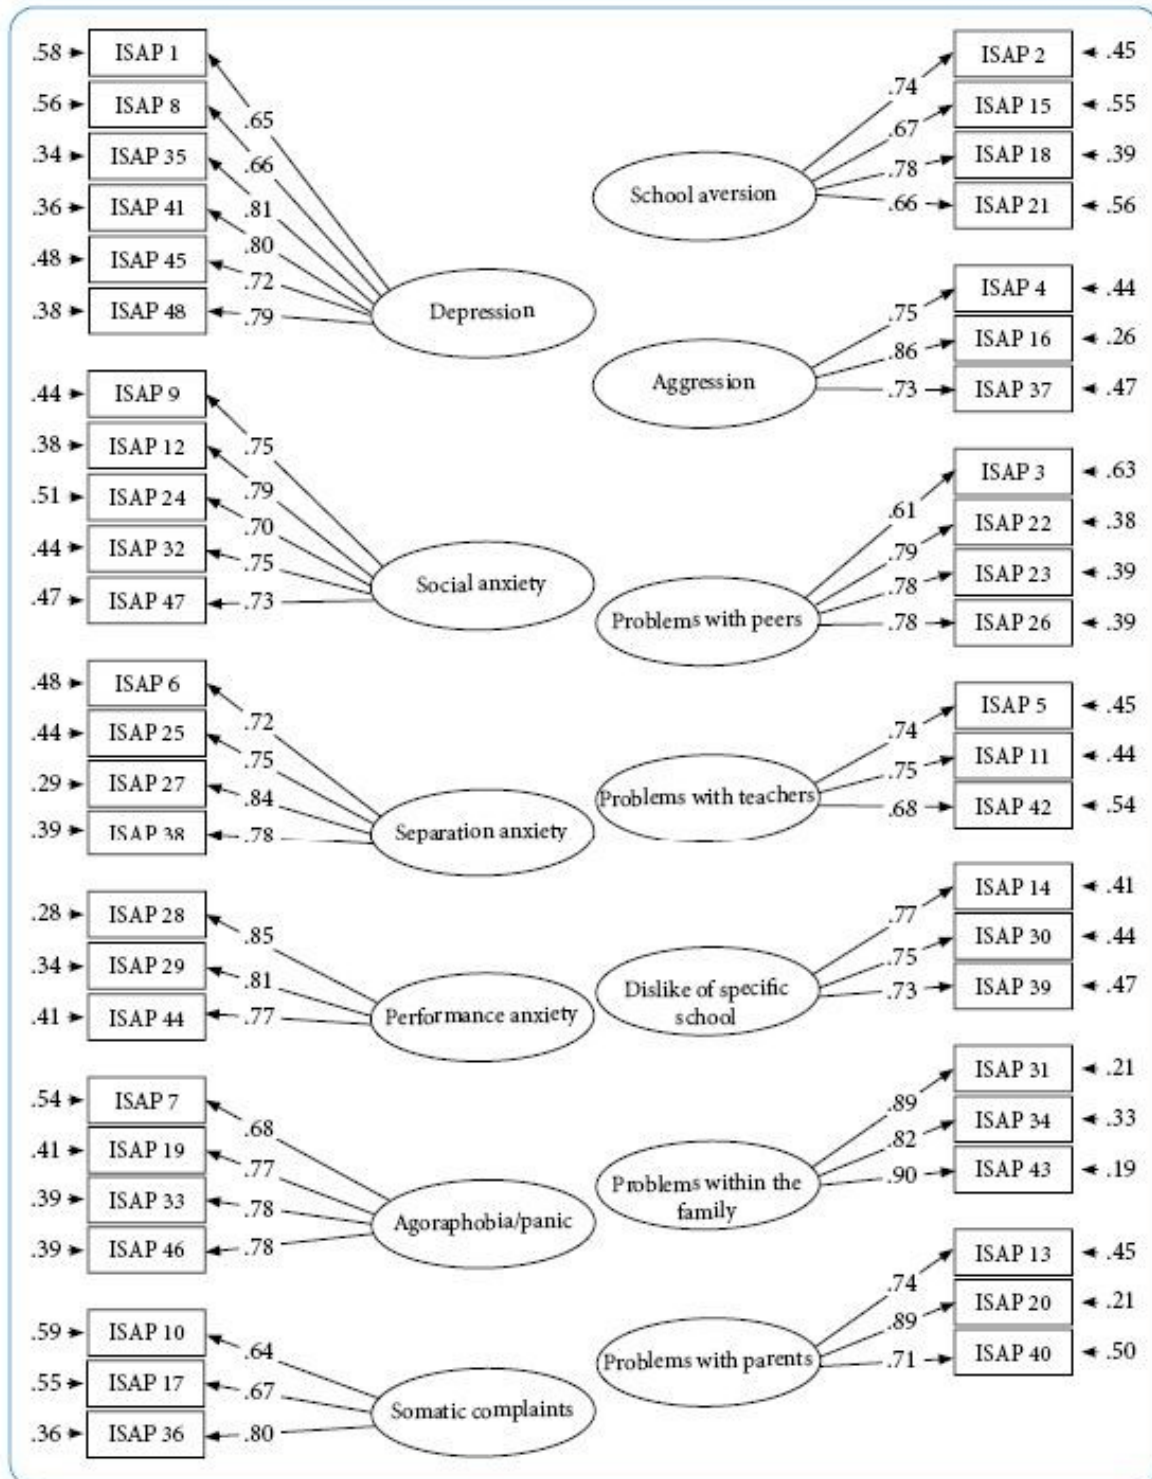 .58 ISAP 1
.56 ISAP 8
.34 ISAP 35
.36 ISAP 41
.48 ISAP 45
.38 ISAP 48
.65
.66
.81
.80
.72
.79
Depression
.44 ISAP 9
.38 ISAP 12
.51 ISAP 24
.44 ISAP 32
.47 ISAP 47
.75
.79
.70
.75
.73
Social anxiety
.48 ISAP 6
.44 ISAP 25
.29 ISAP 27
.39 ISAP 38
.72
.75
.84
.78
Separation anxiety
.28 ISAP 28
.34 ISAP 29
.41 ISAP 44
.85
.81
.77
Performance anxiety
.54 ISAP 7
.41 ISAP 19
.39 ISAP 33
.39 ISAP 46
.68
.77
.78
.78
Agoraphobia/panic
.59 ISAP 10
.55 ISAP 17
.36 ISAP 36
.64
.67
.80
Somatic complaints
School aversion
.74
.67
.78
.66
ISAP 2 .45
ISAP 15 .55
ISAP 18 .39
ISAP 21 .56
Aggression
.75
.86
.73
ISAP 4 .44
ISAP 16 .26
ISAP 37 .47
Problems with peers
.61
.79
.78
.78
ISAP 3 .63
ISAP 22 .38
ISAP 23 .39
ISAP 26 .39
Problems with teachers
.74
.75
.68
ISAP 5 .45
ISAP 11 .44
ISAP 42 .54
Dislike of specific
school
.77
.75
.73
ISAP 14 .41
ISAP 30 .44
ISAP 39 .47
Problems within the
family
.89
.82
.90
ISAP 31 .21
ISAP 34 .33
ISAP 43 .19
Problems with parents
.74
.89
.71
ISAP 13 .45
ISAP 20 .21
ISAP 40 .50